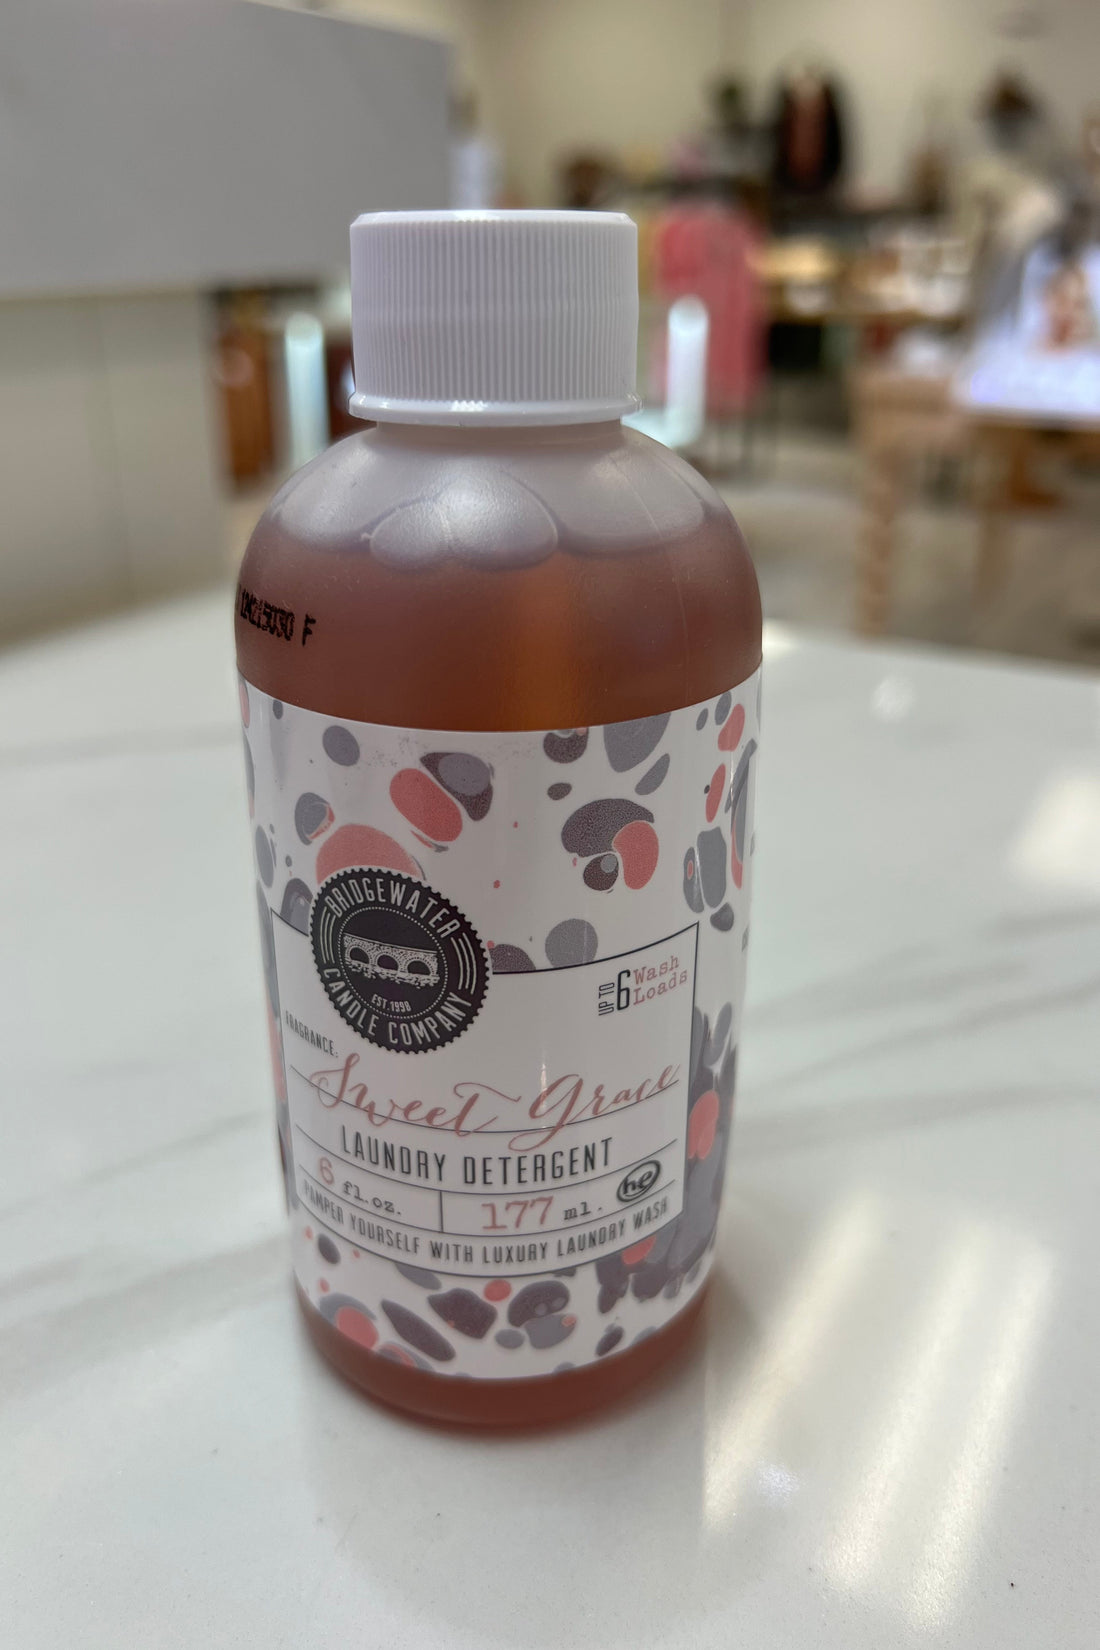 BRIDGEWATER
EST. 1998
CANDLE COMPANY
UP TO 6 Wash Loads
FRAGRANCE:
Sweet Grace
LAUNDRY DETERGENT
6 fl.oz.
177 ml.
he
PAMPER YOURSELF WITH LUXURY LAUNDRY WASH